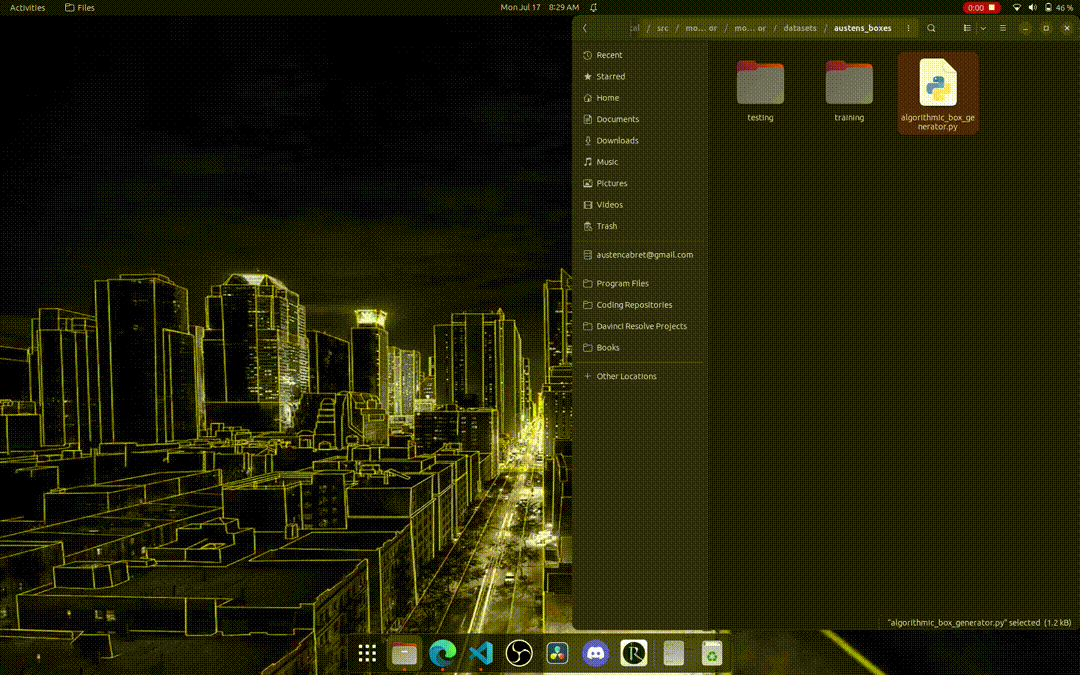 Activities
Files
Mon Jul 17 8:29 AM
0:00
46 %
/ src / mo... or / mo... or / datasets / austens_boxes
Recent
Starred
Home
Documents
Downloads
Music
Pictures
Videos
Trash
austencabret@gmail.com
Program Files
Coding Repositories
Davinci Resolve Projects
Books
+ Other Locations
testing
training
algorithmic_box_ge
nerator.py
"algorithmic_box_generator.py" selected (1.2 kB)